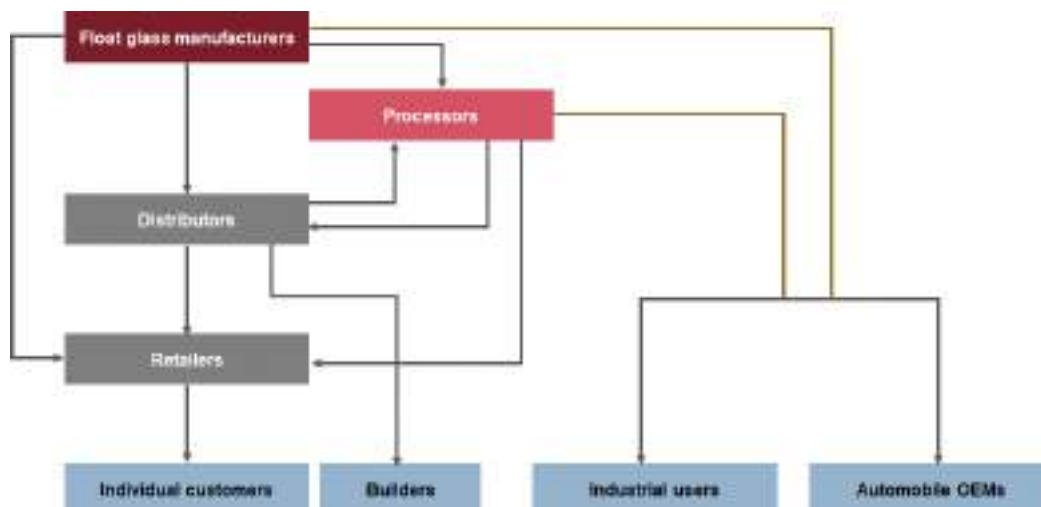 Float glass manufacturers
Processors
Distributors
Retailers
Individual customers
Builders
Industrial users
Automobile OEMs